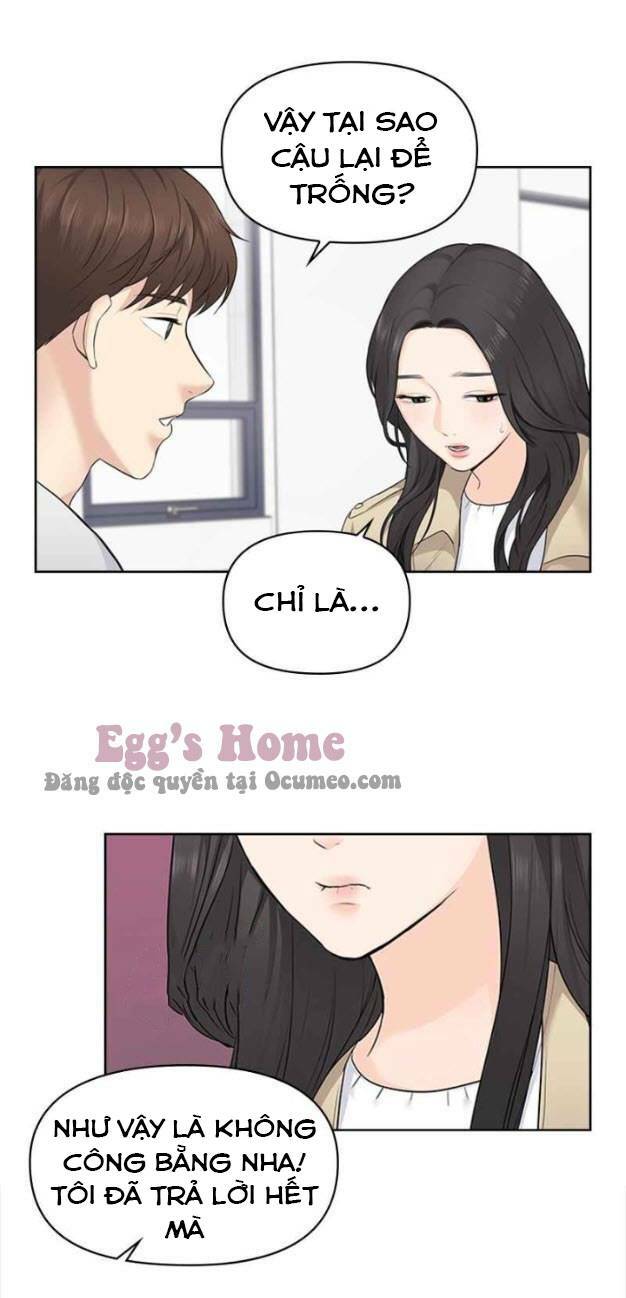 VẬY TẠI SAO
CẬU LẠI ĐỂ
TRỐNG?
CHỈ LÀ...
Egg's Home
Đăng độc quyền tại Ocumeo.com
NHƯ VẬY LÀ KHÔNG
CÔNG BẰNG NHA!
TÔI ĐÃ TRẢ LỜI HẾT
MÀ